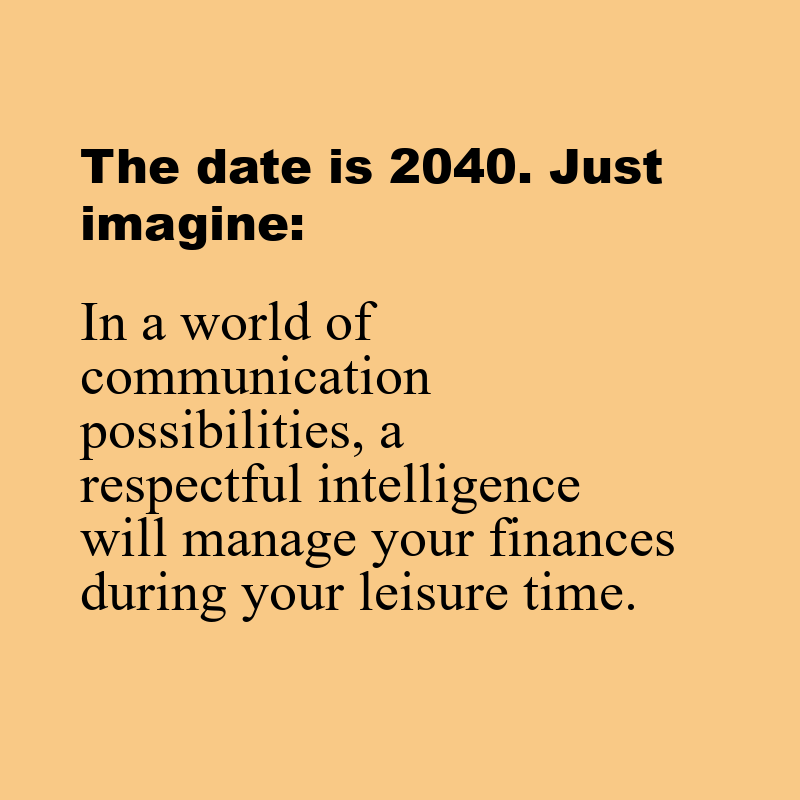 The date is 2040. Just
imagine:
In a world of
communication
possibilities, a
respectful intelligence
will manage your finances
during your leisure time.